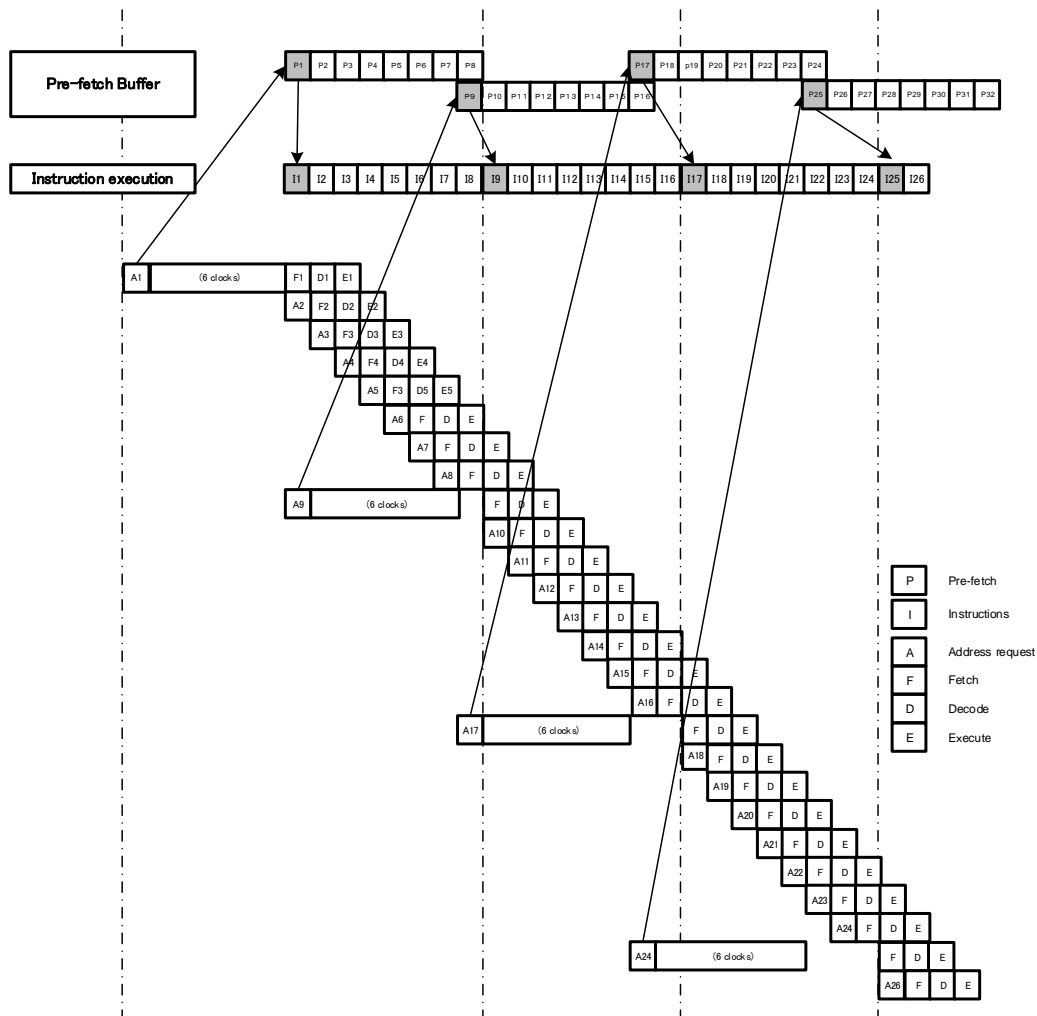 P1 P2 P3 P4 P5 P6 P7 P8 P17 P18 p19 P20 P21 P22 P23 P24
Pre-fetch Buffer
P9 P10 P11 P12 P13 P14 P15 P16 P25 P26 P27 P28 P29 P30 P31 P32
Instruction execution I1 I2 I3 I4 I5 I6 I7 I8 I9 I10 I11 I12 I13 I14 I15 I16 I17 I18 I19 I20 I21 I22 I23 I24 I25 I26
A1 (6 clocks) F1 D1 E1
A2 F2 D2 E2
A3 F3 D3 E3
A4 F4 D4 E4
A5 F3 D5 E5
A6 F D E
A7 F D E
A8 F D E
A9 (6 clocks) F D E
A10 F D E
A11 F D E
A12 F D E
A13 F D E
A14 F D E
A15 F D E
A16 F D E
A17 (6 clocks) F D E
A18 F D E
A19 F D E
A20 F D E
A21 F D E
A22 F D E
A23 F D E
A24 F D E
A24 (6 clocks) F D E
A26 F D E
P Pre-fetch
I Instructions
A Address request
F Fetch
D Decode
E Execute